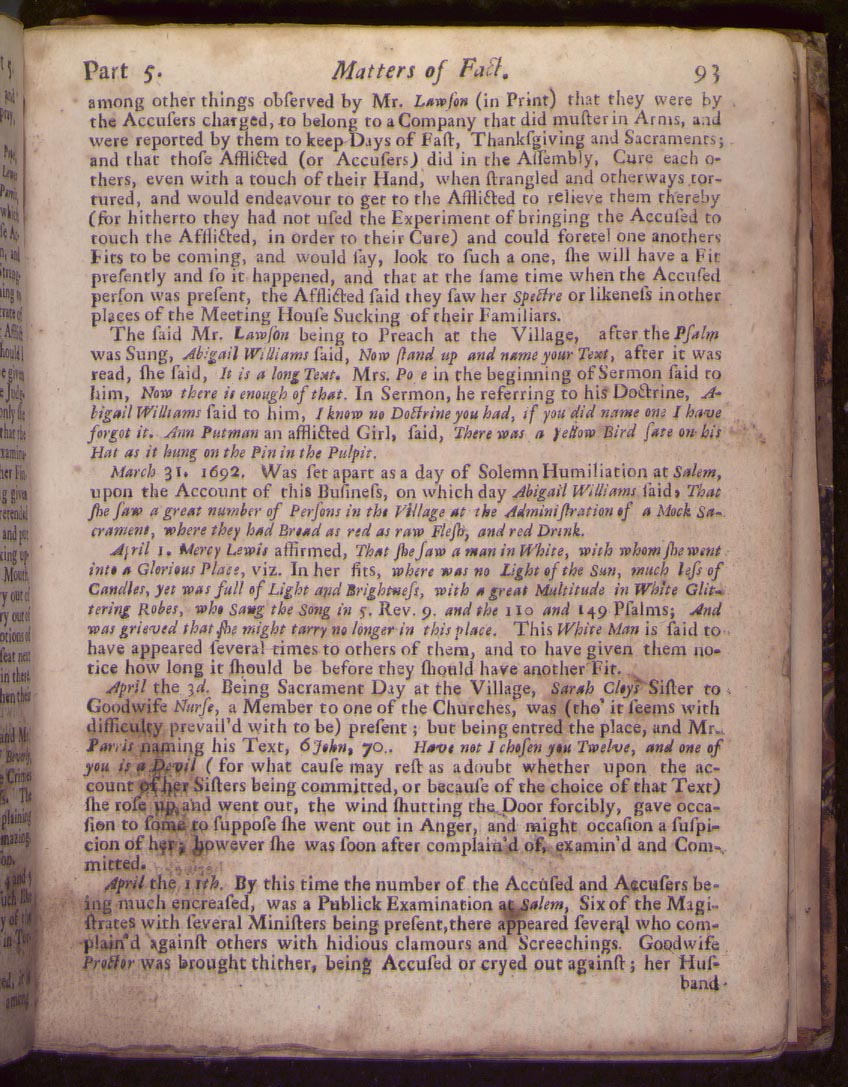 Part 5. Matters of Fact. 93
among other things obſerved by Mr. Lawſon (in Print) that they were by
the Accuſers charged, to belong to a Company that did muſter in Arms, and
were reported by them to keep Days of Faſt, Thankſgiving and Sacraments;
and that thoſe Afflicted (or Accuſers) did in the Aſſembly, Cure each o-
thers, even with a touch of their Hand, when ſtrangled and otherways tor-
tured, and would endeavour to get to the Afflicted to relieve them thereby
(for hitherto they had not uſed the Experiment of bringing the Accuſed to
touch the Afflicted, in order to their Cure) and could foretel one anothers
Fits to be coming, and would ſay, look to ſuch a one, ſhe will have a Fit
preſently and ſo it happened, and that at the ſame time when the Accuſed
perſon was preſent, the Afflicted ſaid they ſaw her Spectre or likeneſs in other
places of the Meeting Houſe Sucking of their Familiars.
The ſaid Mr. Lawſon being to Preach at the Village, after the Pſalm
was Sung, Abigail Williams ſaid, Now ſtand up and name your Text, after it was
read, ſhe ſaid, It is a long Text. Mrs. Po e in the beginning of Sermon ſaid to
him, Now there is enough of that. In Sermon, he referring to his Doctrine, A-
bigail Williams ſaid to him, I know no Doctrine you had, if you did name one I have
forgot it. Ann Putman an afflicted Girl, ſaid, There was a yellow Bird ſate on his
Hat as it hung on the Pin in the Pulpit.
March 31. 1692. Was ſet apart as a day of Solemn Humiliation at Salem,
upon the Account of this Buſineſs, on which day Abigail Williams ſaid, That
ſhe ſaw a great number of Perſons in the Village at the Adminiſtration of a Mock Sa-
crament, where they had Bread as red as raw Fleſh, and red Drink.
April 1. Mercy Lewis affirmed, That ſhe ſaw a man in White, with whom ſhe went
into a Glorious Place, viz. In her fits, where was no Light of the Sun, much leſs of
Candles, yet was full of Light and Brightneſs, with a great Multitude in White Glit-
tering Robes, who Sang the Song in 5. Rev. 9. and the 110 and 149 Pſalms; And
was grieved that ſhe might tarry no longer in this place. This White Man is ſaid to
have appeared ſeveral times to others of them, and to have given them no-
tice how long it ſhould be before they ſhould have another Fit.
April the 3d. Being Sacrament Day at the Village, Sarah Cloys Siſter to
Goodwife Nurſe, a Member to one of the Churches, was (tho' it ſeems with
difficulty prevail'd with to be) preſent; but being entred the place, and Mr.
Parris naming his Text, 6 John, 70. Have not I choſen you Twelve, and one of
you is a Devil (for what cauſe may reſt as a doubt whether upon the ac-
count of her Siſters being committed, or becauſe of the choice of that Text)
ſhe roſe up, and went out, the wind ſhutting the Door forcibly, gave occa-
ſion to ſome to ſuppoſe ſhe went out in Anger, and might occaſion a ſuſpi-
cion of her; however ſhe was ſoon after complain'd of, examin'd and Com-
mitted.
April the 11th. By this time the number of the Accuſed and Accuſers be-
ing much encreaſed, was a Publick Examination at Salem, Six of the Magi-
ſtrates with ſeveral Miniſters being preſent, there appeared ſeveral who com-
plain'd againſt others with hidious clamours and Screechings. Goodwife
Proctor was brought thither, being Accuſed or cryed out againſt; her Huſ-
band